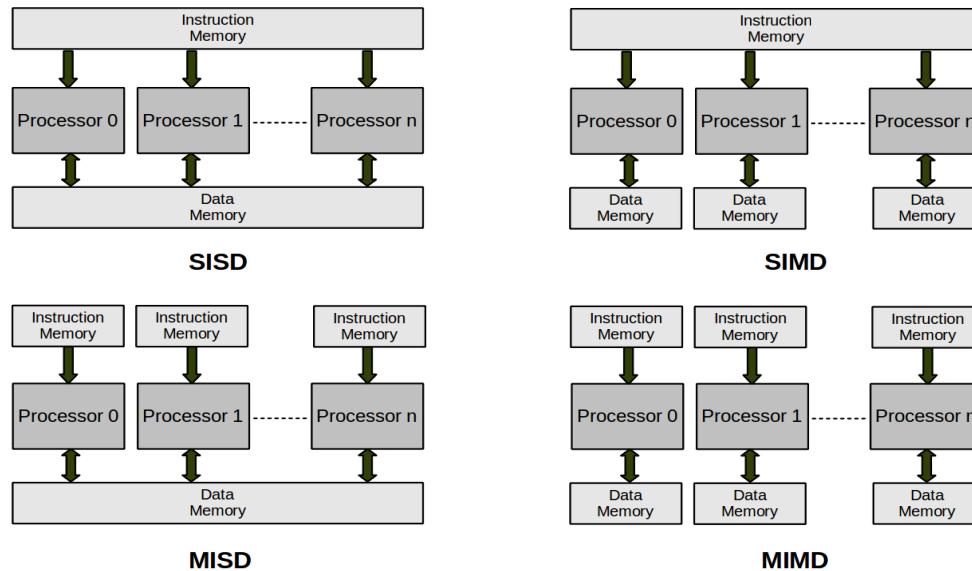 Instruction
Memory
Processor 0
Processor 1
Processor n
Data
Memory
SISD
Instruction
Memory
Processor 0
Processor 1
Processor n
Data
Memory
Data
Memory
Data
Memory
SIMD
Instruction
Memory
Instruction
Memory
Instruction
Memory
Processor 0
Processor 1
Processor n
Data
Memory
MISD
Instruction
Memory
Instruction
Memory
Instruction
Memory
Processor 0
Processor 1
Processor n
Data
Memory
Data
Memory
Data
Memory
MIMD